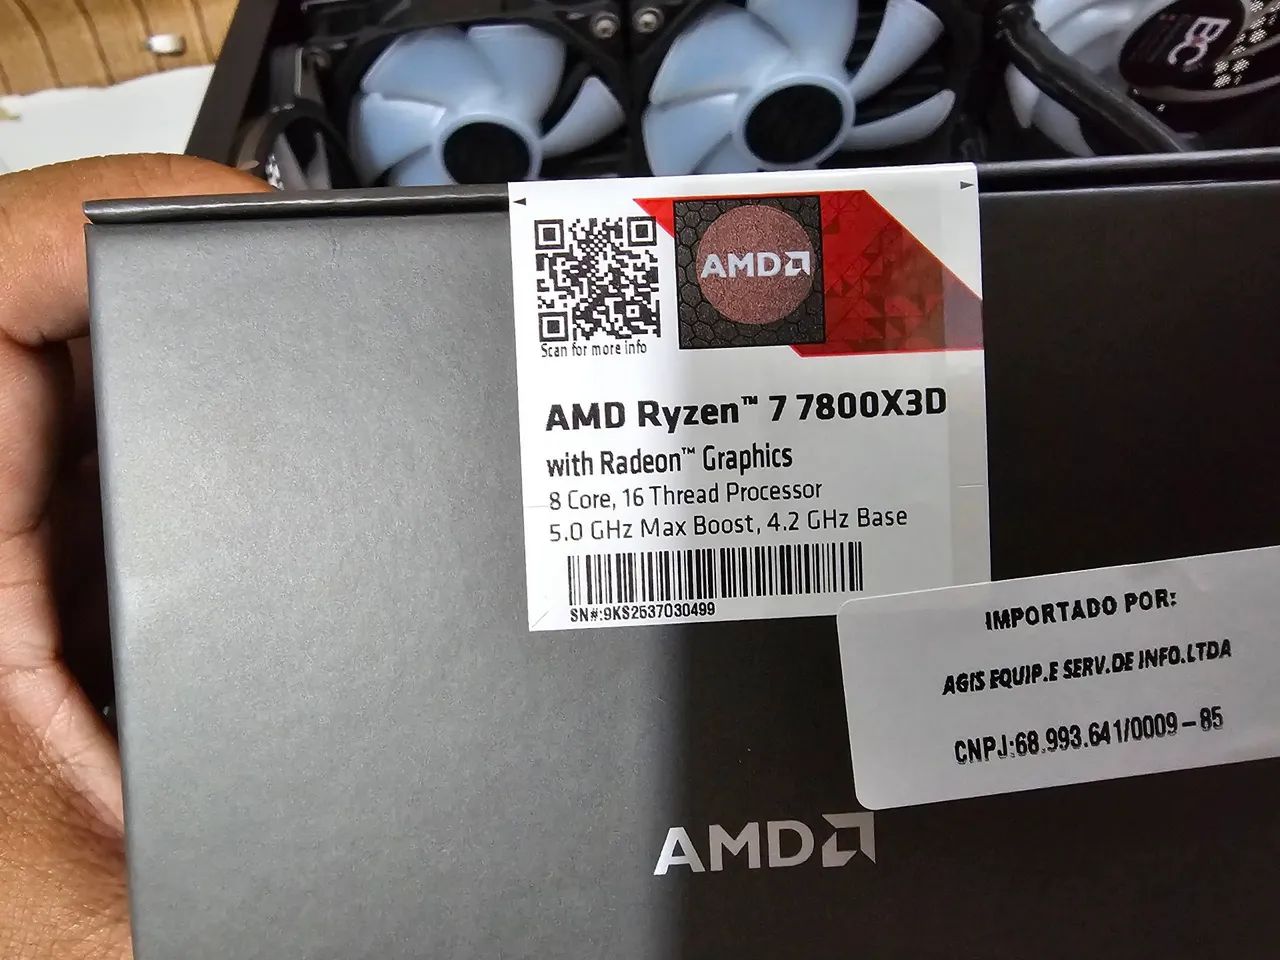 AMD
Scan for more info
AMD Ryzen™ 7 7800X3D
with Radeon™ Graphics
8 Core, 16 Thread Processor
5.0 GHz Max Boost, 4.2 GHz Base
SN#:9KS2537030499
IMPORTADO POR:
AGIS EQUIP.E SERV.DE INFO.LTDA
CNPJ:68.993.641/0009-85
AMD